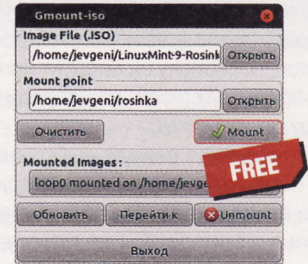 Gmount-iso
Image File (.ISO)
/home/jevgeni/LinuxMint-9-Rosink
Открыть
Mount point
/home/jevgeni/rosinka
Открыть
Очистить
Mount
Mounted Images:
loop0 mounted on /home/jevge
FREE
Обновить
Перейти к
Unmount
Выход